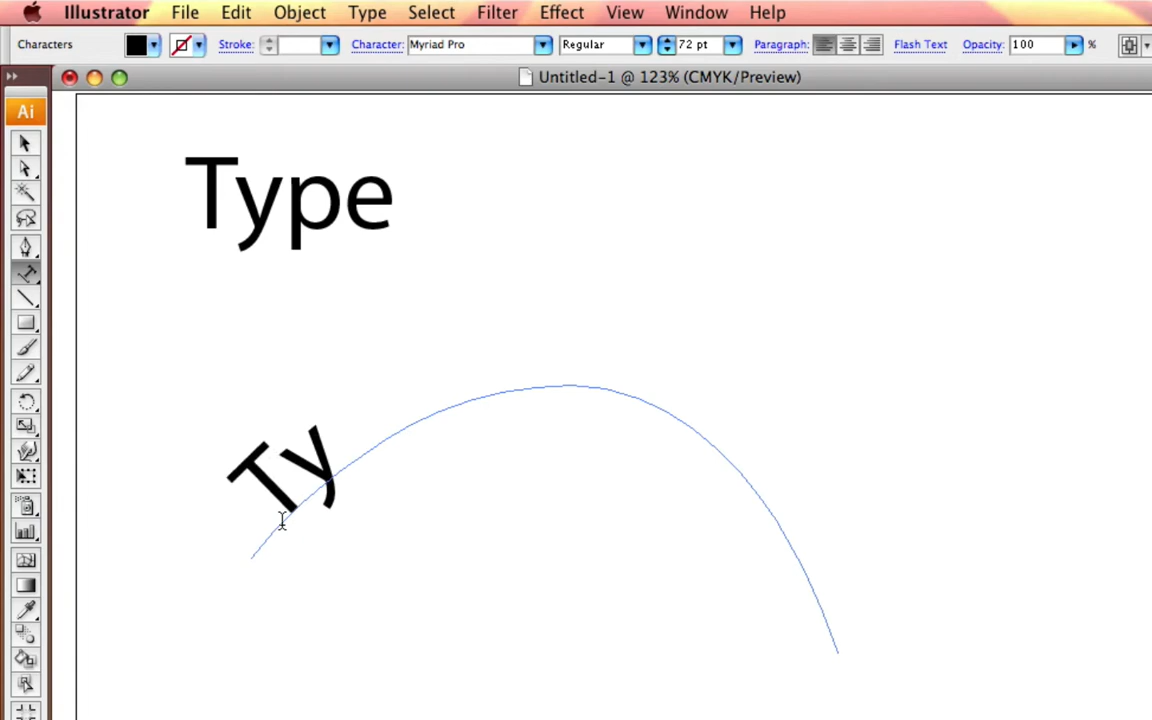 Illustrator File Edit Object Type Select Filter Effect View Window Help
Characters Stroke: Character: Myriad Pro Regular 72 pt Paragraph: Flash Text Opacity: 100 %
Untitled-1 @ 123% (CMYK/Preview)
Ai
Type
Ty